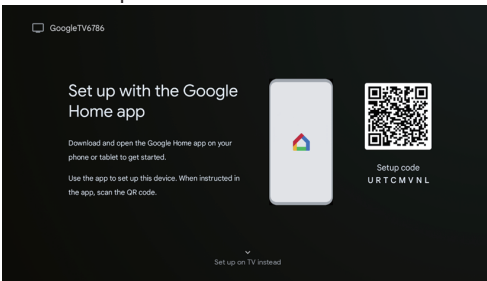 GoogleTV6786
Set up with the Google
Home app
Download and open the Google Home app on your
phone or tablet to get started.
Use the app to set up this device. When instructed in
the app, scan the QR code.
Setup code
URTCMVNL
Set up on TV instead